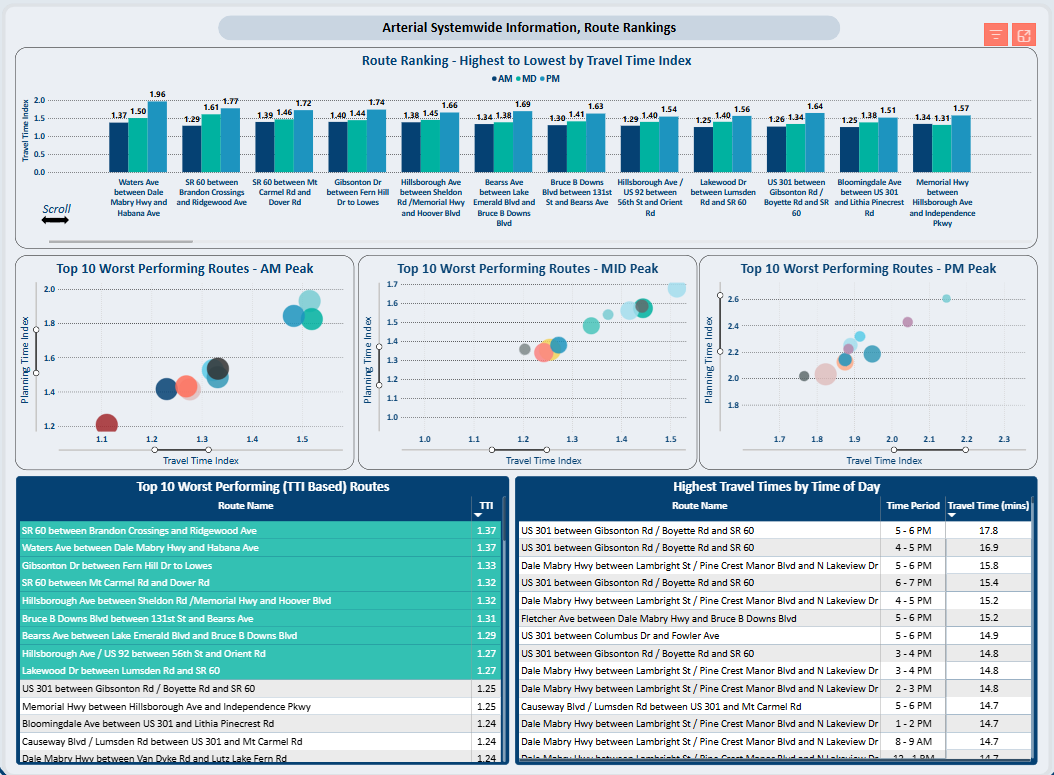 Arterial Systemwide Information, Route Rankings
Route Ranking - Highest to Lowest by Travel Time Index
AM MD PM
Travel Time Index
2.0
1.5
1.0
0.5
0.0
1.37 1.50 1.96
1.29 1.61 1.77
1.39 1.46 1.72
1.40 1.44 1.74
1.38 1.45 1.66
1.34 1.38 1.69
1.30 1.41 1.63
1.29 1.40 1.54
1.25 1.40 1.56
1.26 1.34 1.64
1.25 1.38 1.51
1.34 1.31 1.57
Waters Ave
between Dale
Mabry Hwy and
Habana Ave
SR 60 between
Brandon Crossings
and Ridgewood Ave
SR 60 between Mt
Carmel Rd and
Dover Rd
Gibsonton Dr
between Fern Hill
Dr to Lowes
Hillsborough Ave
between Sheldon
Rd /Memorial Hwy
and Hoover Blvd
Bearss Ave
between Lake
Emerald Blvd and
Bruce B Downs
Blvd
Bruce B Downs
Blvd between 131st
St and Bearss Ave
Hillsborough Ave /
US 92 between
56th St and Orient
Rd
Lakewood Dr
between Lumsden
Rd and SR 60
US 301 between
Gibsonton Rd /
Boyette Rd and SR
60
Bloomingdale Ave
between US 301
and Lithia Pinecrest
Rd
Memorial Hwy
between
Hillsborough Ave
and Independence
Pkwy
Scroll
Top 10 Worst Performing Routes - AM Peak
Planning Time Index
2.0
1.8
1.6
1.4
1.2
1.1 1.2 1.3 1.4 1.5
Travel Time Index
Top 10 Worst Performing Routes - MID Peak
Planning Time Index
1.7
1.6
1.5
1.4
1.3
1.2
1.1
1.0
1.0 1.1 1.2 1.3 1.4 1.5
Travel Time Index
Top 10 Worst Performing Routes - PM Peak
Planning Time Index
2.6
2.4
2.2
2.0
1.8
1.7 1.8 1.9 2.0 2.1 2.2 2.3
Travel Time Index
Top 10 Worst Performing (TTI Based) Routes
Route Name TTI
SR 60 between Brandon Crossings and Ridgewood Ave 1.37
Waters Ave between Dale Mabry Hwy and Habana Ave 1.37
Gibsonton Dr between Fern Hill Dr to Lowes 1.33
SR 60 between Mt Carmel Rd and Dover Rd 1.32
Hillsborough Ave between Sheldon Rd /Memorial Hwy and Hoover Blvd 1.32
Bruce B Downs Blvd between 131st St and Bearss Ave 1.31
Bearss Ave between Lake Emerald Blvd and Bruce B Downs Blvd 1.29
Hillsborough Ave / US 92 between 56th St and Orient Rd 1.27
Lakewood Dr between Lumsden Rd and SR 60 1.27
US 301 between Gibsonton Rd / Boyette Rd and SR 60 1.25
Memorial Hwy between Hillsborough Ave and Independence Pkwy 1.25
Bloomingdale Ave between US 301 and Lithia Pinecrest Rd 1.24
Causeway Blvd / Lumsden Rd between US 301 and Mt Carmel Rd 1.24
Dale Mabry Hwy between Van Dyke Rd and Lutz Lake Fern Rd 1.24
Highest Travel Times by Time of Day
Route Name Time Period Travel Time (mins)
US 301 between Gibsonton Rd / Boyette Rd and SR 60 5 - 6 PM 17.8
US 301 between Gibsonton Rd / Boyette Rd and SR 60 4 - 5 PM 16.9
Dale Mabry Hwy between Lambright St / Pine Crest Manor Blvd and N Lakeview Dr 5 - 6 PM 15.8
US 301 between Gibsonton Rd / Boyette Rd and SR 60 6 - 7 PM 15.4
Dale Mabry Hwy between Lambright St / Pine Crest Manor Blvd and N Lakeview Dr 4 - 5 PM 15.2
Fletcher Ave between Dale Mabry Hwy and Bruce B Downs Blvd 5 - 6 PM 15.2
US 301 between Columbus Dr and Fowler Ave 5 - 6 PM 14.9
US 301 between Gibsonton Rd / Boyette Rd and SR 60 3 - 4 PM 14.8
Dale Mabry Hwy between Lambright St / Pine Crest Manor Blvd and N Lakeview Dr 3 - 4 PM 14.8
Dale Mabry Hwy between Lambright St / Pine Crest Manor Blvd and N Lakeview Dr 2 - 3 PM 14.8
Causeway Blvd / Lumsden Rd between US 301 and Mt Carmel Rd 5 - 6 PM 14.7
Dale Mabry Hwy between Lambright St / Pine Crest Manor Blvd and N Lakeview Dr 1 - 2 PM 14.7
Dale Mabry Hwy between Lambright St / Pine Crest Manor Blvd and N Lakeview Dr 8 - 9 AM 14.7
Dale Mabry Hwy between Lambright St / Pine Crest Manor Blvd and N Lakeview Dr 12 - 1 PM 14.7